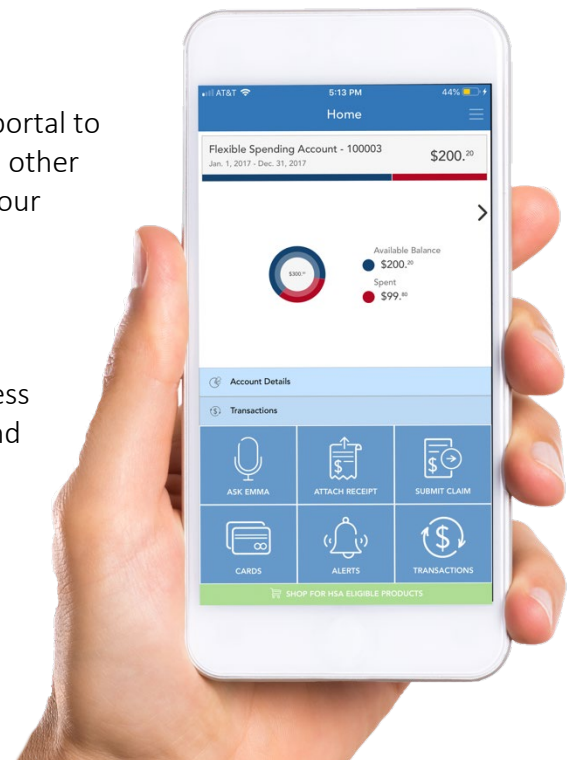 portal to
other
our
ess
nd
AT&T 5:13 PM 44%
Home
Flexible Spending Account - 100003 $200.20
Jan. 1, 2017 - Dec. 31, 2017
Available Balance
$200.20
Spent
$99.80
$300.00
Account Details
Transactions
ASK EMMA ATTACH RECEIPT SUBMIT CLAIM
CARDS ALERTS TRANSACTIONS
SHOP FOR HSA ELIGIBLE PRODUCTS